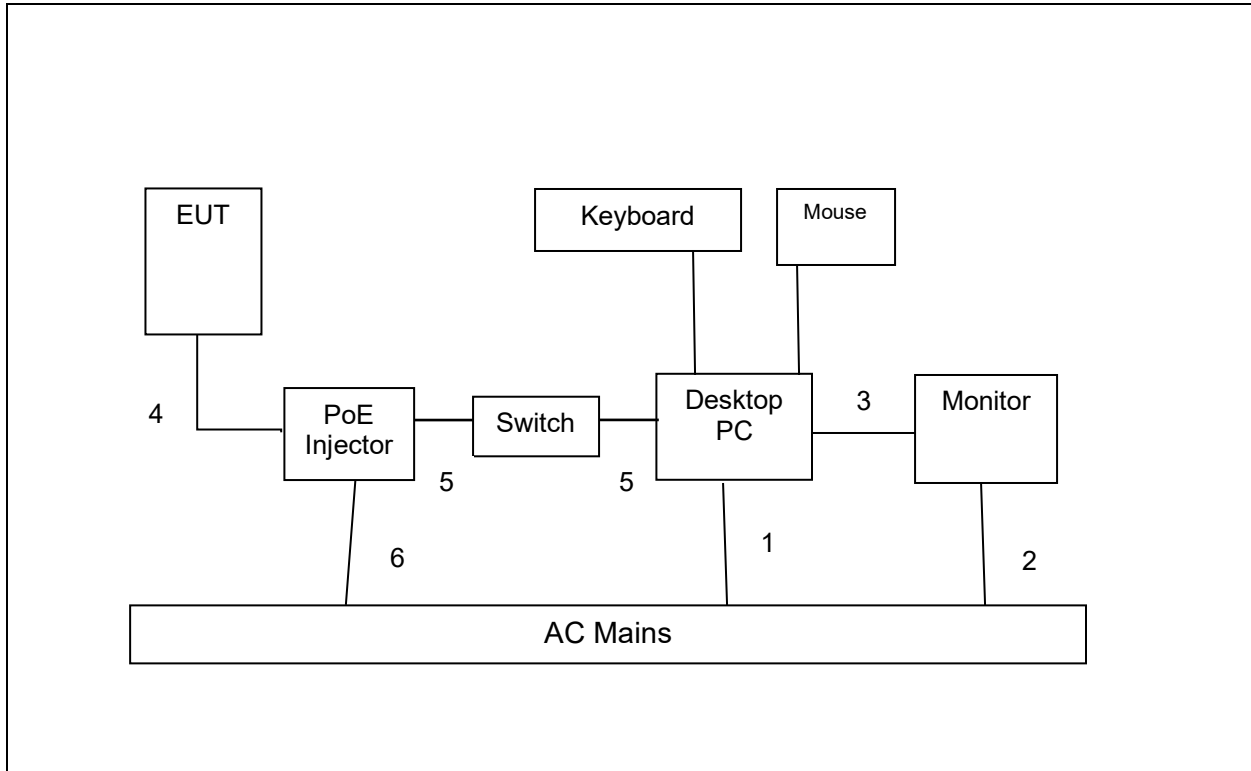 EUT
Keyboard
Mouse
4
PoE
Injector
Switch
Desktop
PC
3
Monitor
5
5
6
1
2
AC Mains